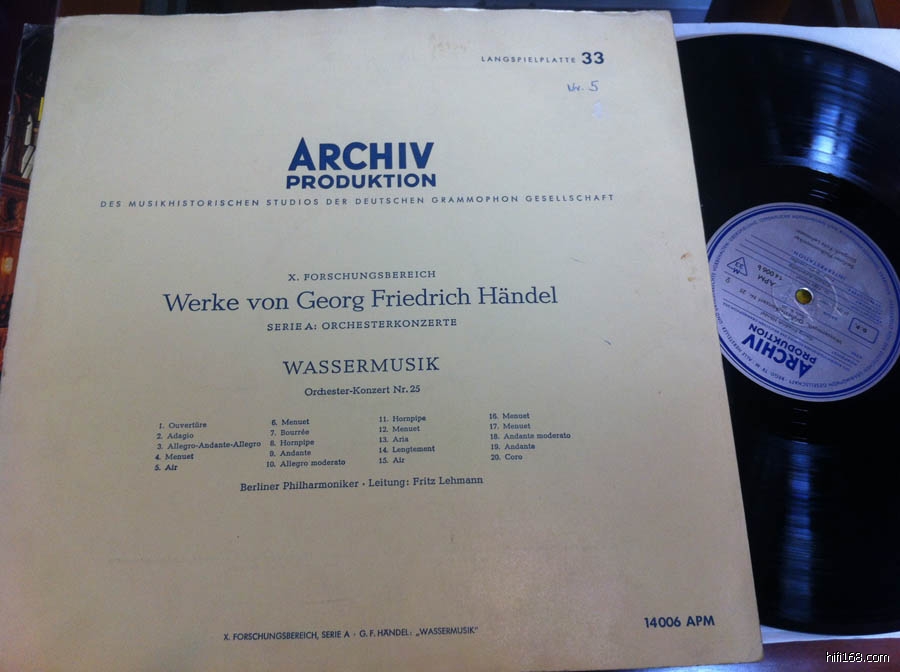 LANGSPIELPLATTE 33
Nr. 5
ARCHIV
PRODUKTION
DES MUSIKHISTORISCHEN STUDIOS DER DEUTSCHEN GRAMMOPHON GESELLSCHAFT
X. FORSCHUNGSBEREICH
Werke von Georg Friedrich Händel
SERIE A: ORCHESTERKONZERTE
WASSERMUSIK
Orchester-Konzert Nr. 25
1. Ouvertüre
2. Adagio
3. Allegro-Andante-Allegro
4. Menuet
5. Air
6. Menuet
7. Bourrée
8. Hornpipe
9. Andante
10. Allegro moderato
11. Hornpipe
12. Menuet
13. Aria
14. Lengtement
15. Air
16. Menuet
17. Menuet
18. Andante moderato
19. Andante
20. Coro
Berliner Philharmoniker · Leitung: Fritz Lehmann
X. FORSCHUNGSBEREICH, SERIE A · G. F. HÄNDEL: „WASSERMUSIK"
14006 APM
ARCHIV
PRODUKTION
33
14006 b
APM
hifi168.com